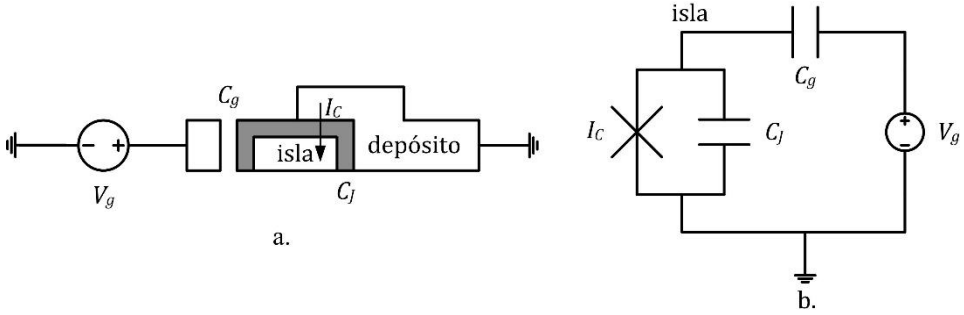 C_g
I_C
isla
depósito
− +
V_g
C_J
a.
isla
C_g
I_C
C_J
+
−
V_g
b.